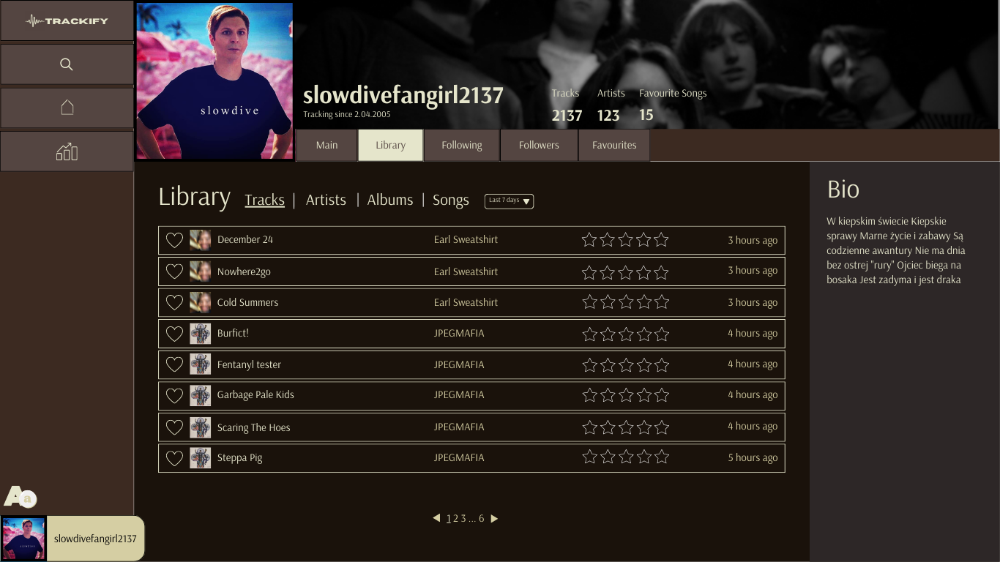 TRACKIFY
slowdive
slowdivefangirl2137
Tracking since 2.04.2005
Tracks Artists Favourite Songs
2137 123 15
Main Library Following Followers Favourites
Library Tracks | Artists | Albums | Songs Last 7 days
December 24 Earl Sweatshirt 3 hours ago
Nowhere2go Earl Sweatshirt 3 hours ago
Cold Summers Earl Sweatshirt 3 hours ago
Burfict! JPEGMAFIA 4 hours ago
Fentanyl tester JPEGMAFIA 4 hours ago
Garbage Pale Kids JPEGMAFIA 4 hours ago
Scaring The Hoes JPEGMAFIA 4 hours ago
Steppa Pig JPEGMAFIA 5 hours ago
1 2 3 ... 6
Bio
W kiepskim świecie Kiepskie
sprawy Marne życie i zabawy Są
codzienne awantury Nie ma dnia
bez ostrej "rury" Ojciec biega na
bosaka Jest zadyma i jest draka
A a
slowdive
slowdivefangirl2137